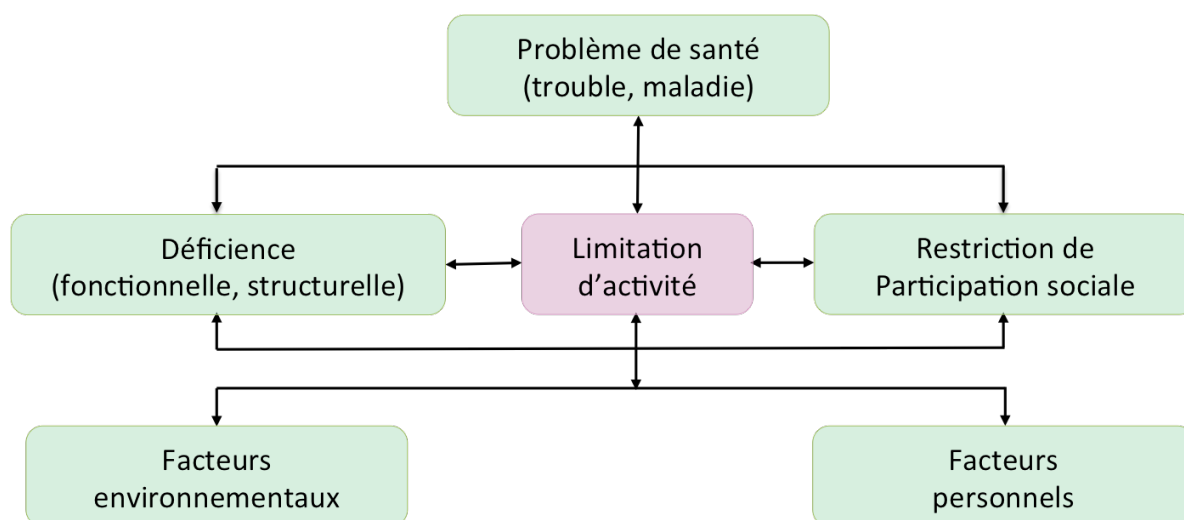 Problème de santé
(trouble, maladie)
Déficience
(fonctionnelle, structurelle)
Limitation
d’activité
Restriction de
Participation sociale
Facteurs
environnementaux
Facteurs
personnels